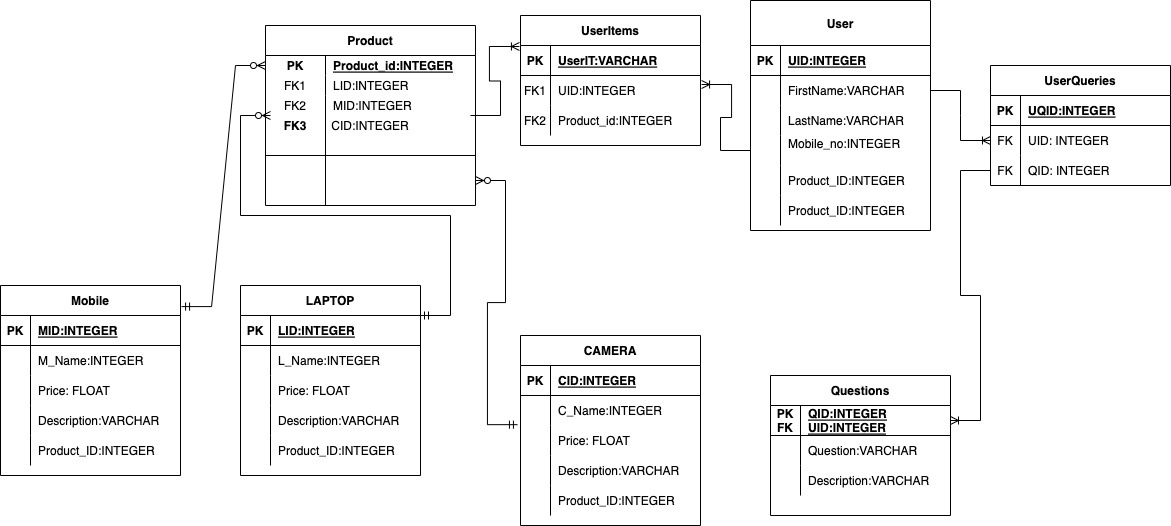 Product
PK Product_id:INTEGER
FK1 LID:INTEGER
FK2 MID:INTEGER
FK3 CID:INTEGER
UserItems
PK UserIT:VARCHAR
FK1 UID:INTEGER
FK2 Product_id:INTEGER
User
PK UID:INTEGER
FirstName:VARCHAR
LastName:VARCHAR
Mobile_no:INTEGER
Product_ID:INTEGER
Product_ID:INTEGER
UserQueries
PK UQID:INTEGER
FK UID: INTEGER
FK QID: INTEGER
Mobile
PK MID:INTEGER
M_Name:INTEGER
Price: FLOAT
Description:VARCHAR
Product_ID:INTEGER
LAPTOP
PK LID:INTEGER
L_Name:INTEGER
Price: FLOAT
Description:VARCHAR
Product_ID:INTEGER
CAMERA
PK CID:INTEGER
C_Name:INTEGER
Price: FLOAT
Description:VARCHAR
Product_ID:INTEGER
Questions
PK QID:INTEGER
FK UID:INTEGER
Question:VARCHAR
Description:VARCHAR